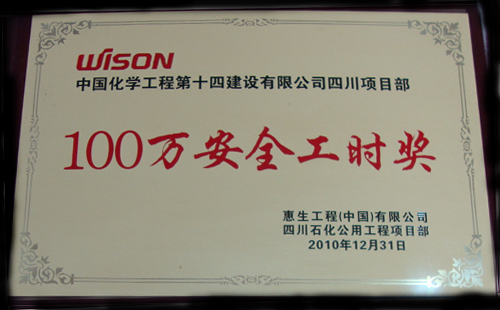 WISON
中国化学工程第十四建设有限公司四川项目部
100万安全工时奖
惠生工程(中国)有限公司
四川石化公用工程项目部
2010年12月31日